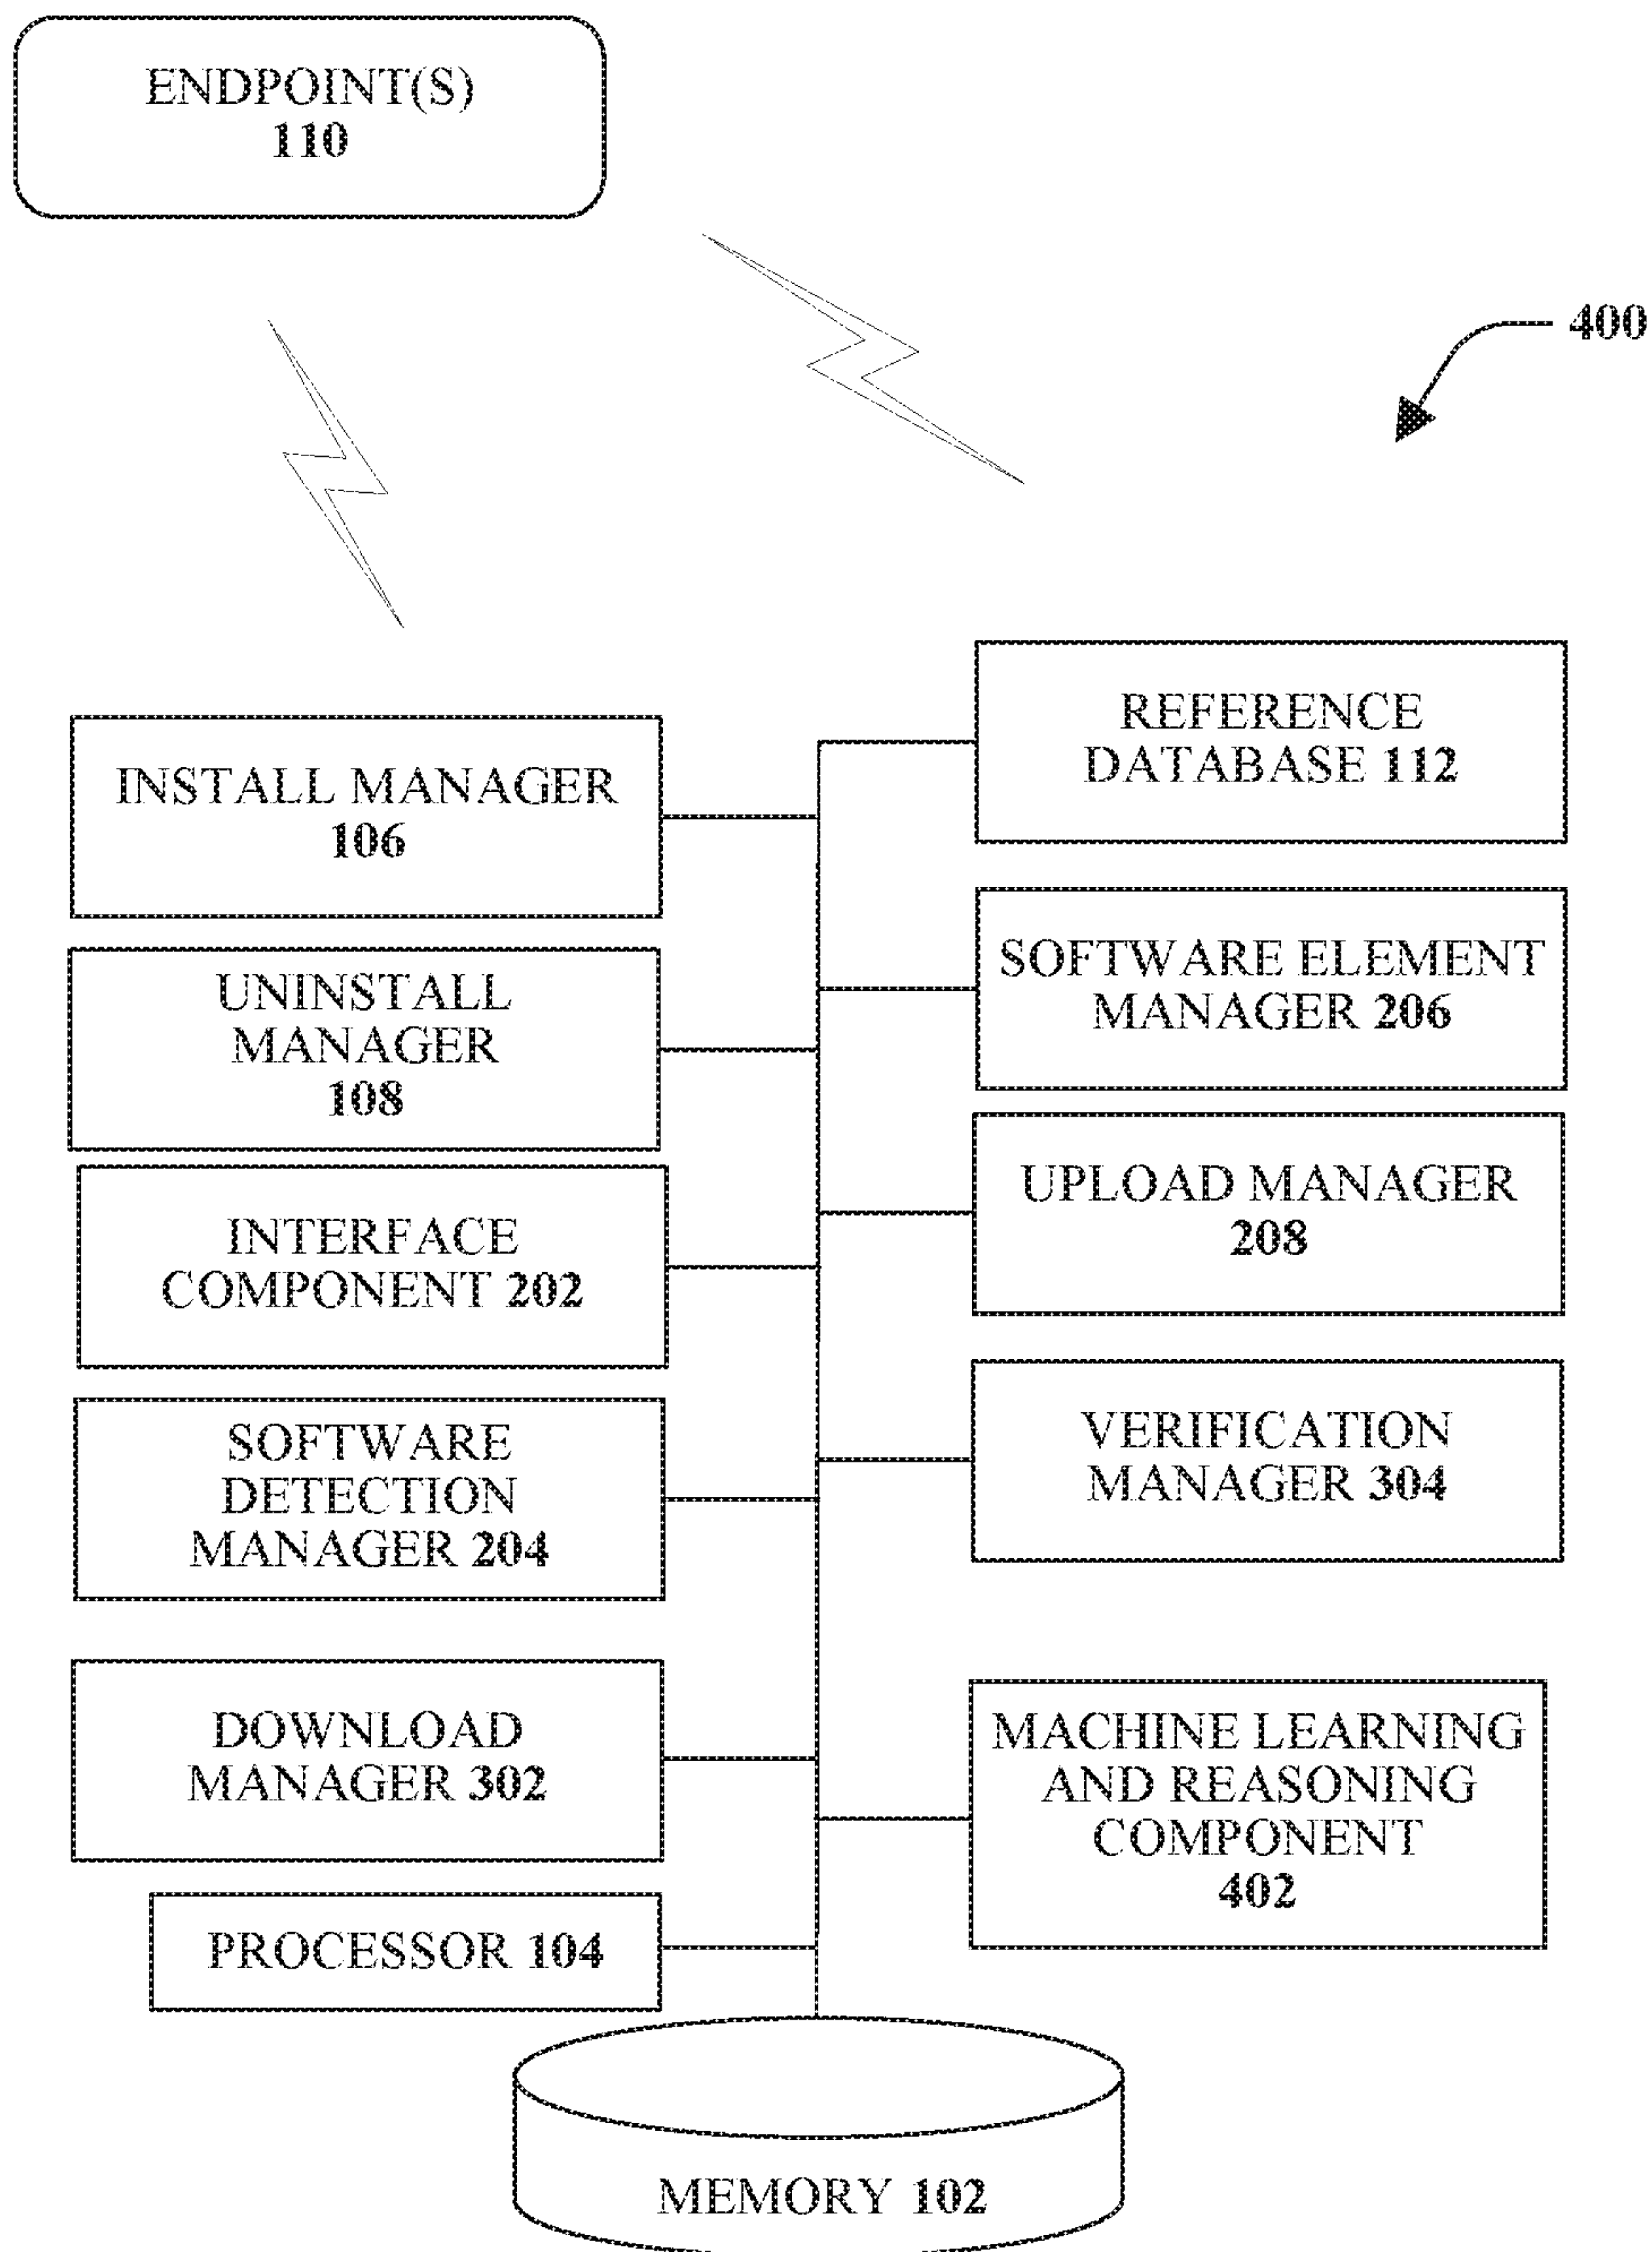 ENDPOINT(S)
110
400
INSTALL MANAGER
106
UNINSTALL
MANAGER
108
INTERFACE
COMPONENT 202
SOFTWARE
DETECTION
MANAGER 204
DOWNLOAD
MANAGER 302
PROCESSOR 104
REFERENCE
DATABASE 112
SOFTWARE ELEMENT
MANAGER 206
UPLOAD MANAGER
208
VERIFICATION
MANAGER 304
MACHINE LEARNING
AND REASONING
COMPONENT
402
MEMORY 102